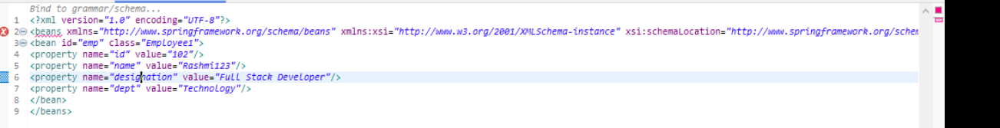 Bind to grammar/schema...
1 <?xml version="1.0" encoding="UTF-8"?>
2 <beans xmlns="http://www.springframework.org/schema/beans" xmlns:xsi="http://www.w3.org/2001/XMLSchema-instance" xsi:schemaLocation="http://www.springframework.org/schem
3 <bean id="emp" class="Employee1">
4 <property name="id" value="102"/>
5 <property name="name" value="Rashmi123"/>
6 <property name="designation" value="Full Stack Developer"/>
7 <property name="dept" value="Technology"/>
8 </bean>
9 </beans>